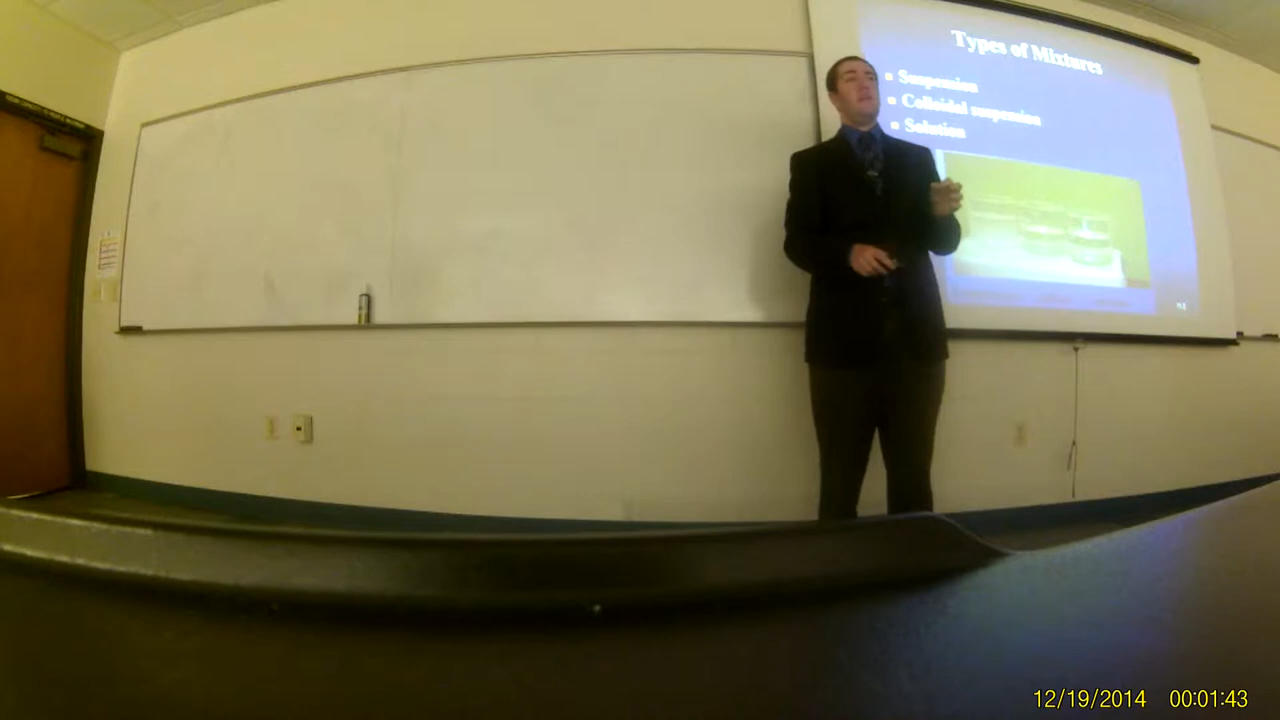 Types of Mixtures
▪ Suspension
▪ Colloidal suspension
▪ Solution
12/19/2014 00:01:43